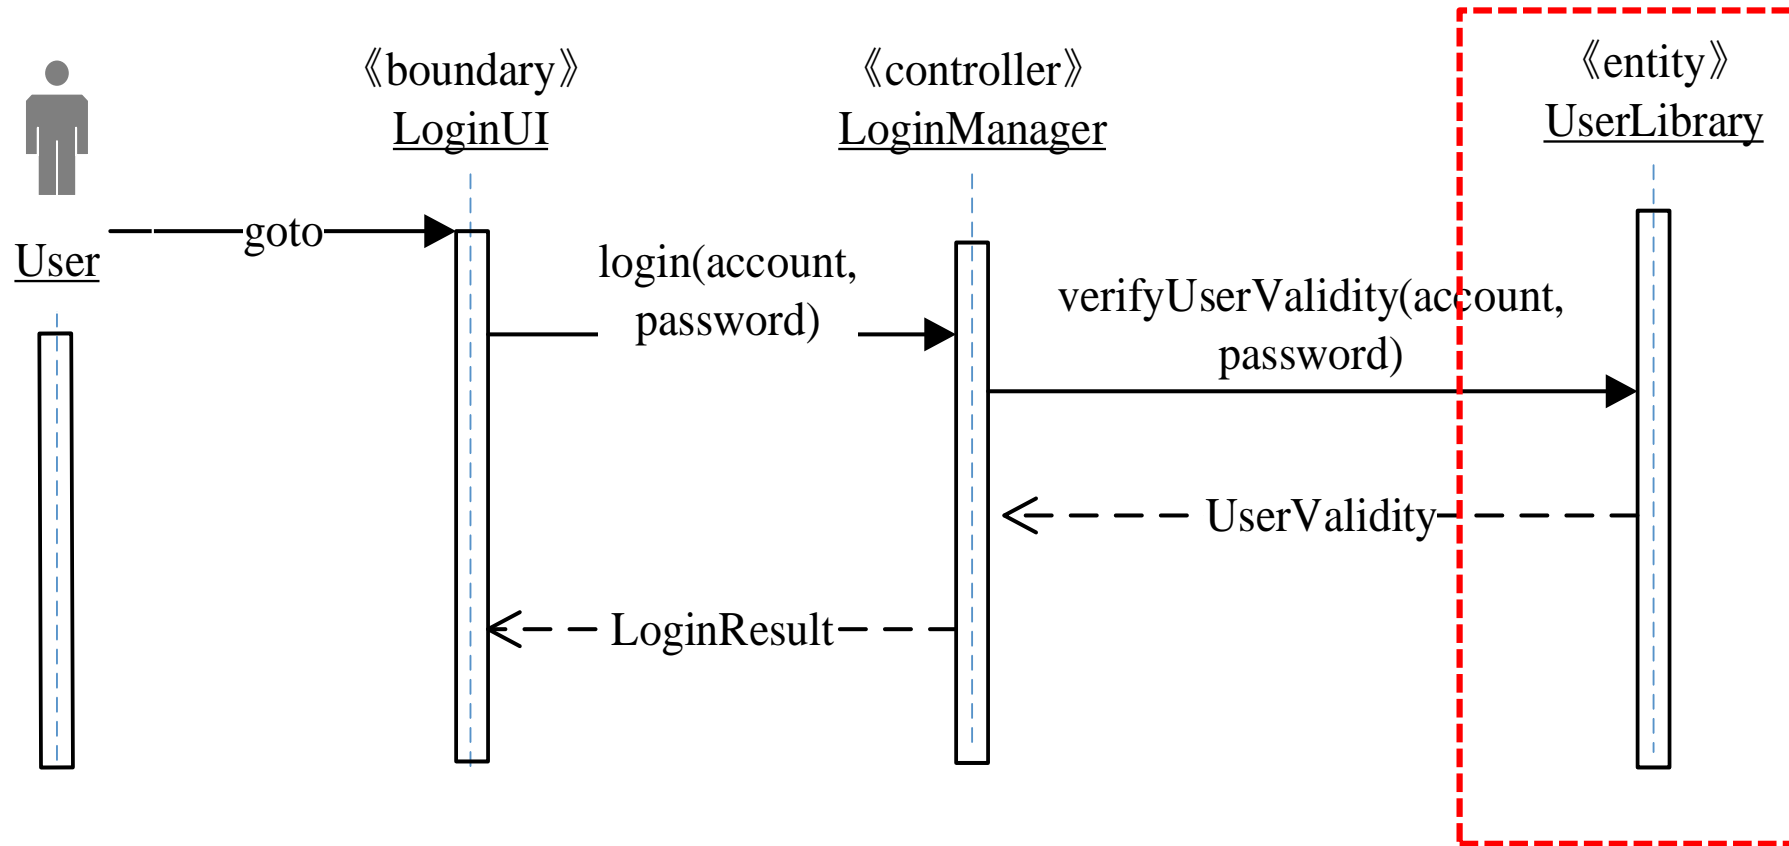 《boundary》
LoginUI
《controller》
LoginManager
《entity》
UserLibrary
User
goto
login(account,
password)
verifyUserValidity(account,
password)
UserValidity
LoginResult